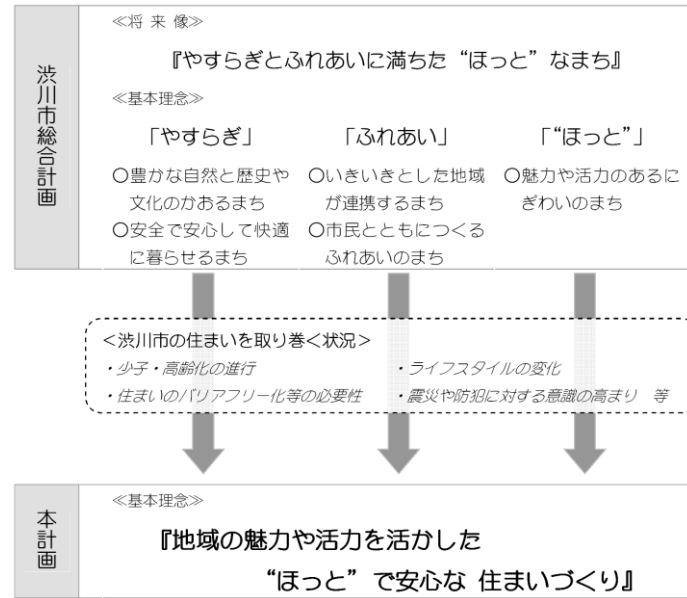 渋川市総合計画
≪将 来 像≫
『やすらぎとふれあいに満ちた “ほっと” なまち』
≪基本理念≫
「やすらぎ」
〇豊かな自然と歴史や
文化のかおるまち
〇安全で安心して快適
に暮らせるまち
「ふれあい」
〇いきいきとした地域
が連携するまち
〇市民とともにつくる
ふれあいのまち
「“ほっと”」
〇魅力や活力のあるに
ぎわいのまち
＜渋川市の住まいを取り巻く状況＞
・少子・高齢化の進行
・ライフスタイルの変化
・住まいのバリアフリー化等の必要性
・震災や防犯に対する意識の高まり 等
本計画
≪基本理念≫
『地域の魅力や活力を活かした
“ほっと” で安心な 住まいづくり』